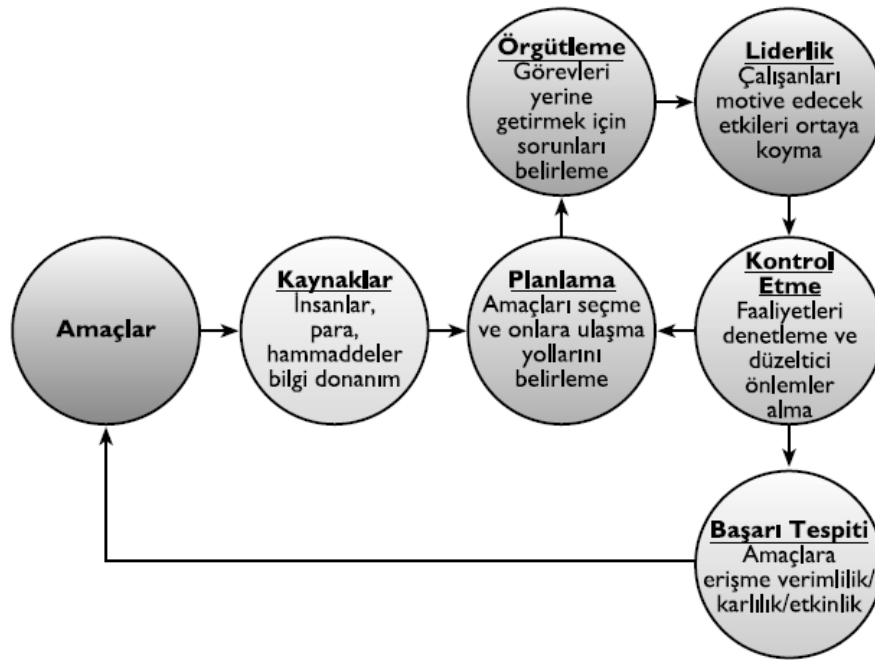 Örgütleme
Görevleri
yerine
getirmek için
sorunları
belirleme
Liderlik
Çalışanları
motive edecek
etkileri ortaya
koyma
Amaçlar
Kaynaklar
İnsanlar,
para,
hammaddeler
bilgi donanım
Planlama
Amaçları seçme
ve onlara ulaşma
yollarını
belirleme
Kontrol
Etme
Faaliyetleri
denetleme ve
düzeltici
önlemler
alma
Başarı Tespiti
Amaçlara
erişme verimlilik/
karlılık/etkinlik